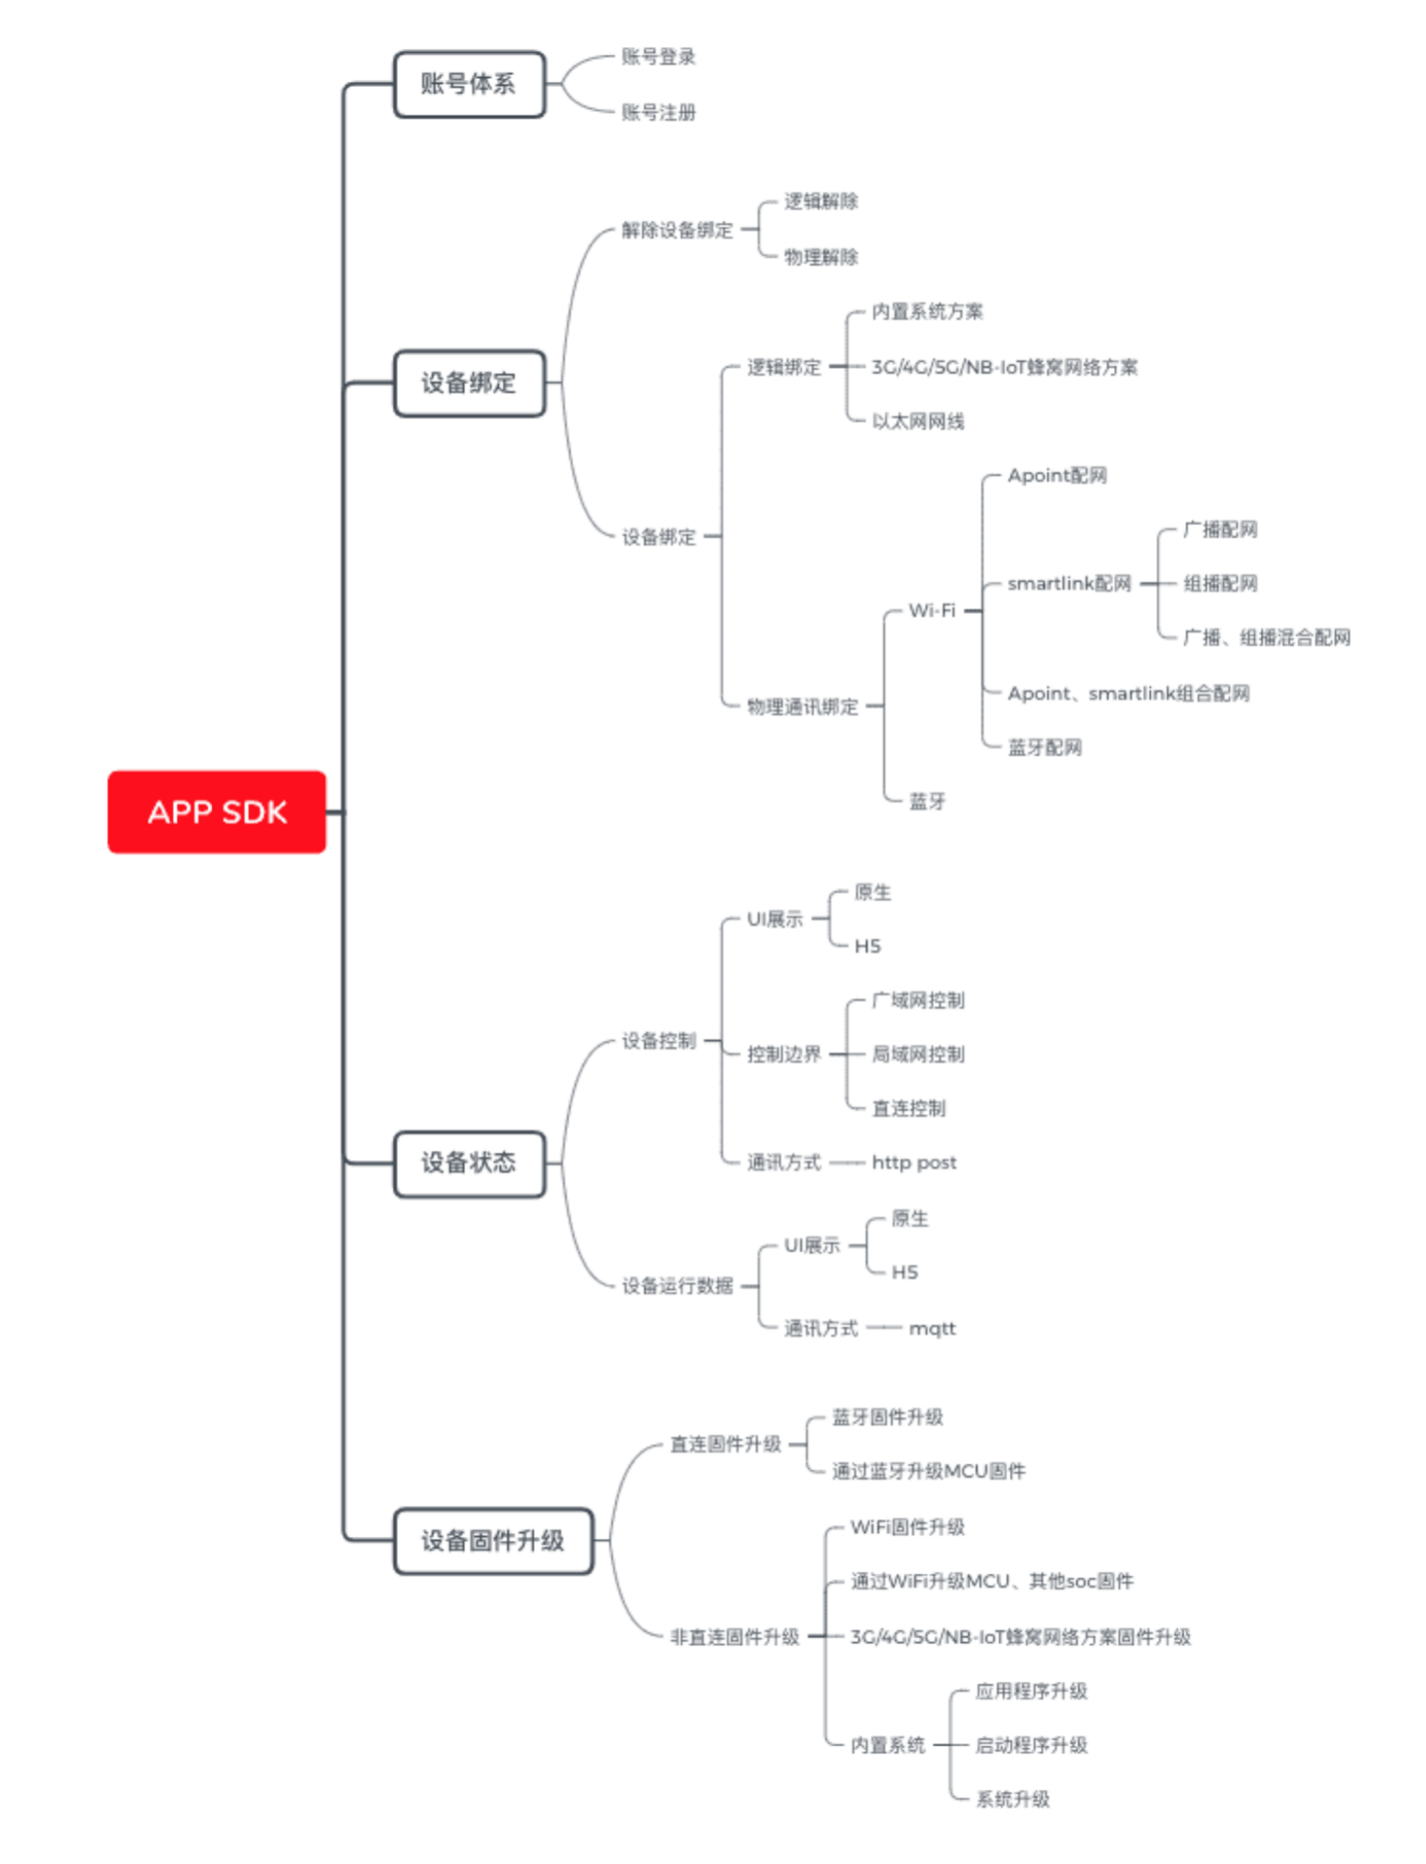 账号登录
账号体系
账号注册
逻辑解除
解除设备绑定
物理解除
内置系统方案
逻辑绑定
3G/4G/5G/NB-IoT蜂窝网络方案
设备绑定
以太网网线
Apoint配网
广播配网
设备绑定
smartlink配网
组播配网
Wi-Fi
广播、组播混合配网
Apoint、smartlink组合配网
物理通讯绑定
蓝牙配网
蓝牙
APP SDK
原生
UI展示
H5
广域网控制
设备控制
控制边界
局域网控制
直连控制
设备状态
通讯方式
http post
原生
UI展示
H5
设备运行数据
通讯方式
mqtt
蓝牙固件升级
直连固件升级
通过蓝牙升级MCU固件
WiFi固件升级
设备固件升级
通过WiFi升级MCU、其他soc固件
非直连固件升级
3G/4G/5G/NB-IoT蜂窝网络方案固件升级
应用程序升级
内置系统
启动程序升级
系统升级